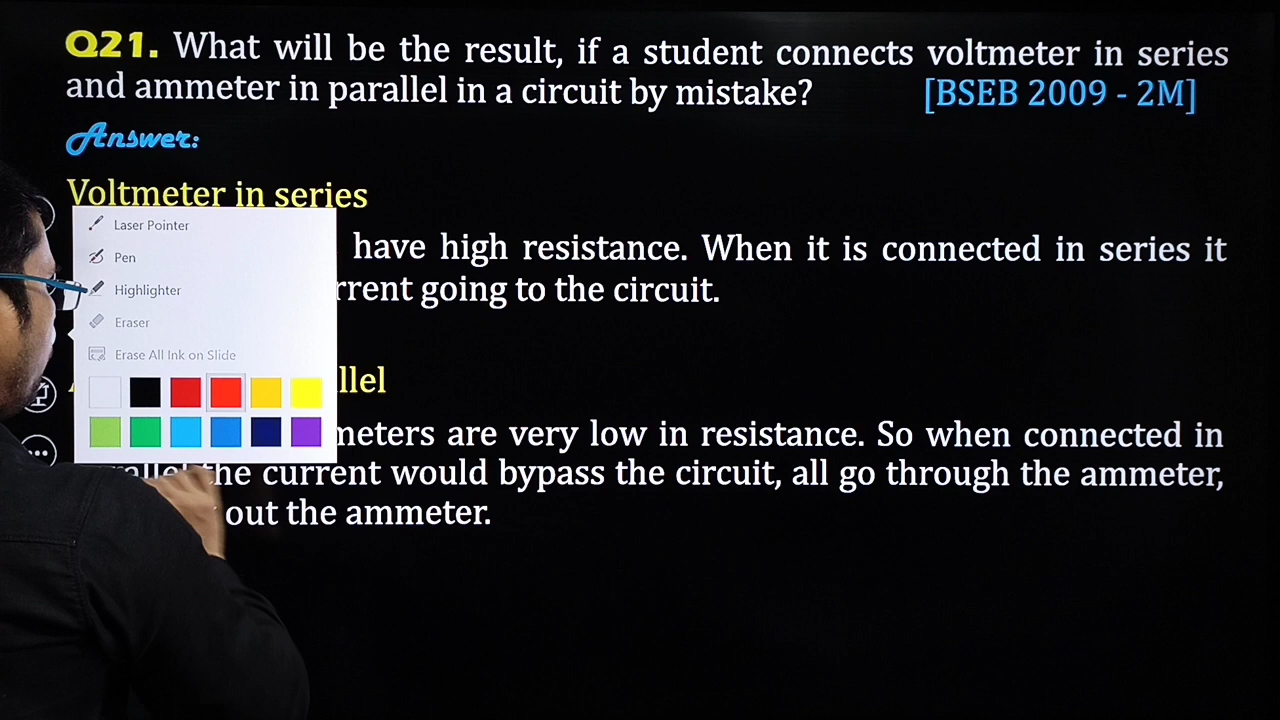 Q21. What will be the result, if a student connects voltmeter in series
and ammeter in parallel in a circuit by mistake? [BSEB 2009 - 2M]
Answer:
Voltmeter in series
Laser Pointer
Pen
Highlighter
Eraser
Erase All Ink on Slide
have high resistance. When it is connected in series it
rrent going to the circuit.
llel
meters are very low in resistance. So when connected in
the current would bypass the circuit, all go through the ammeter,
out the ammeter.